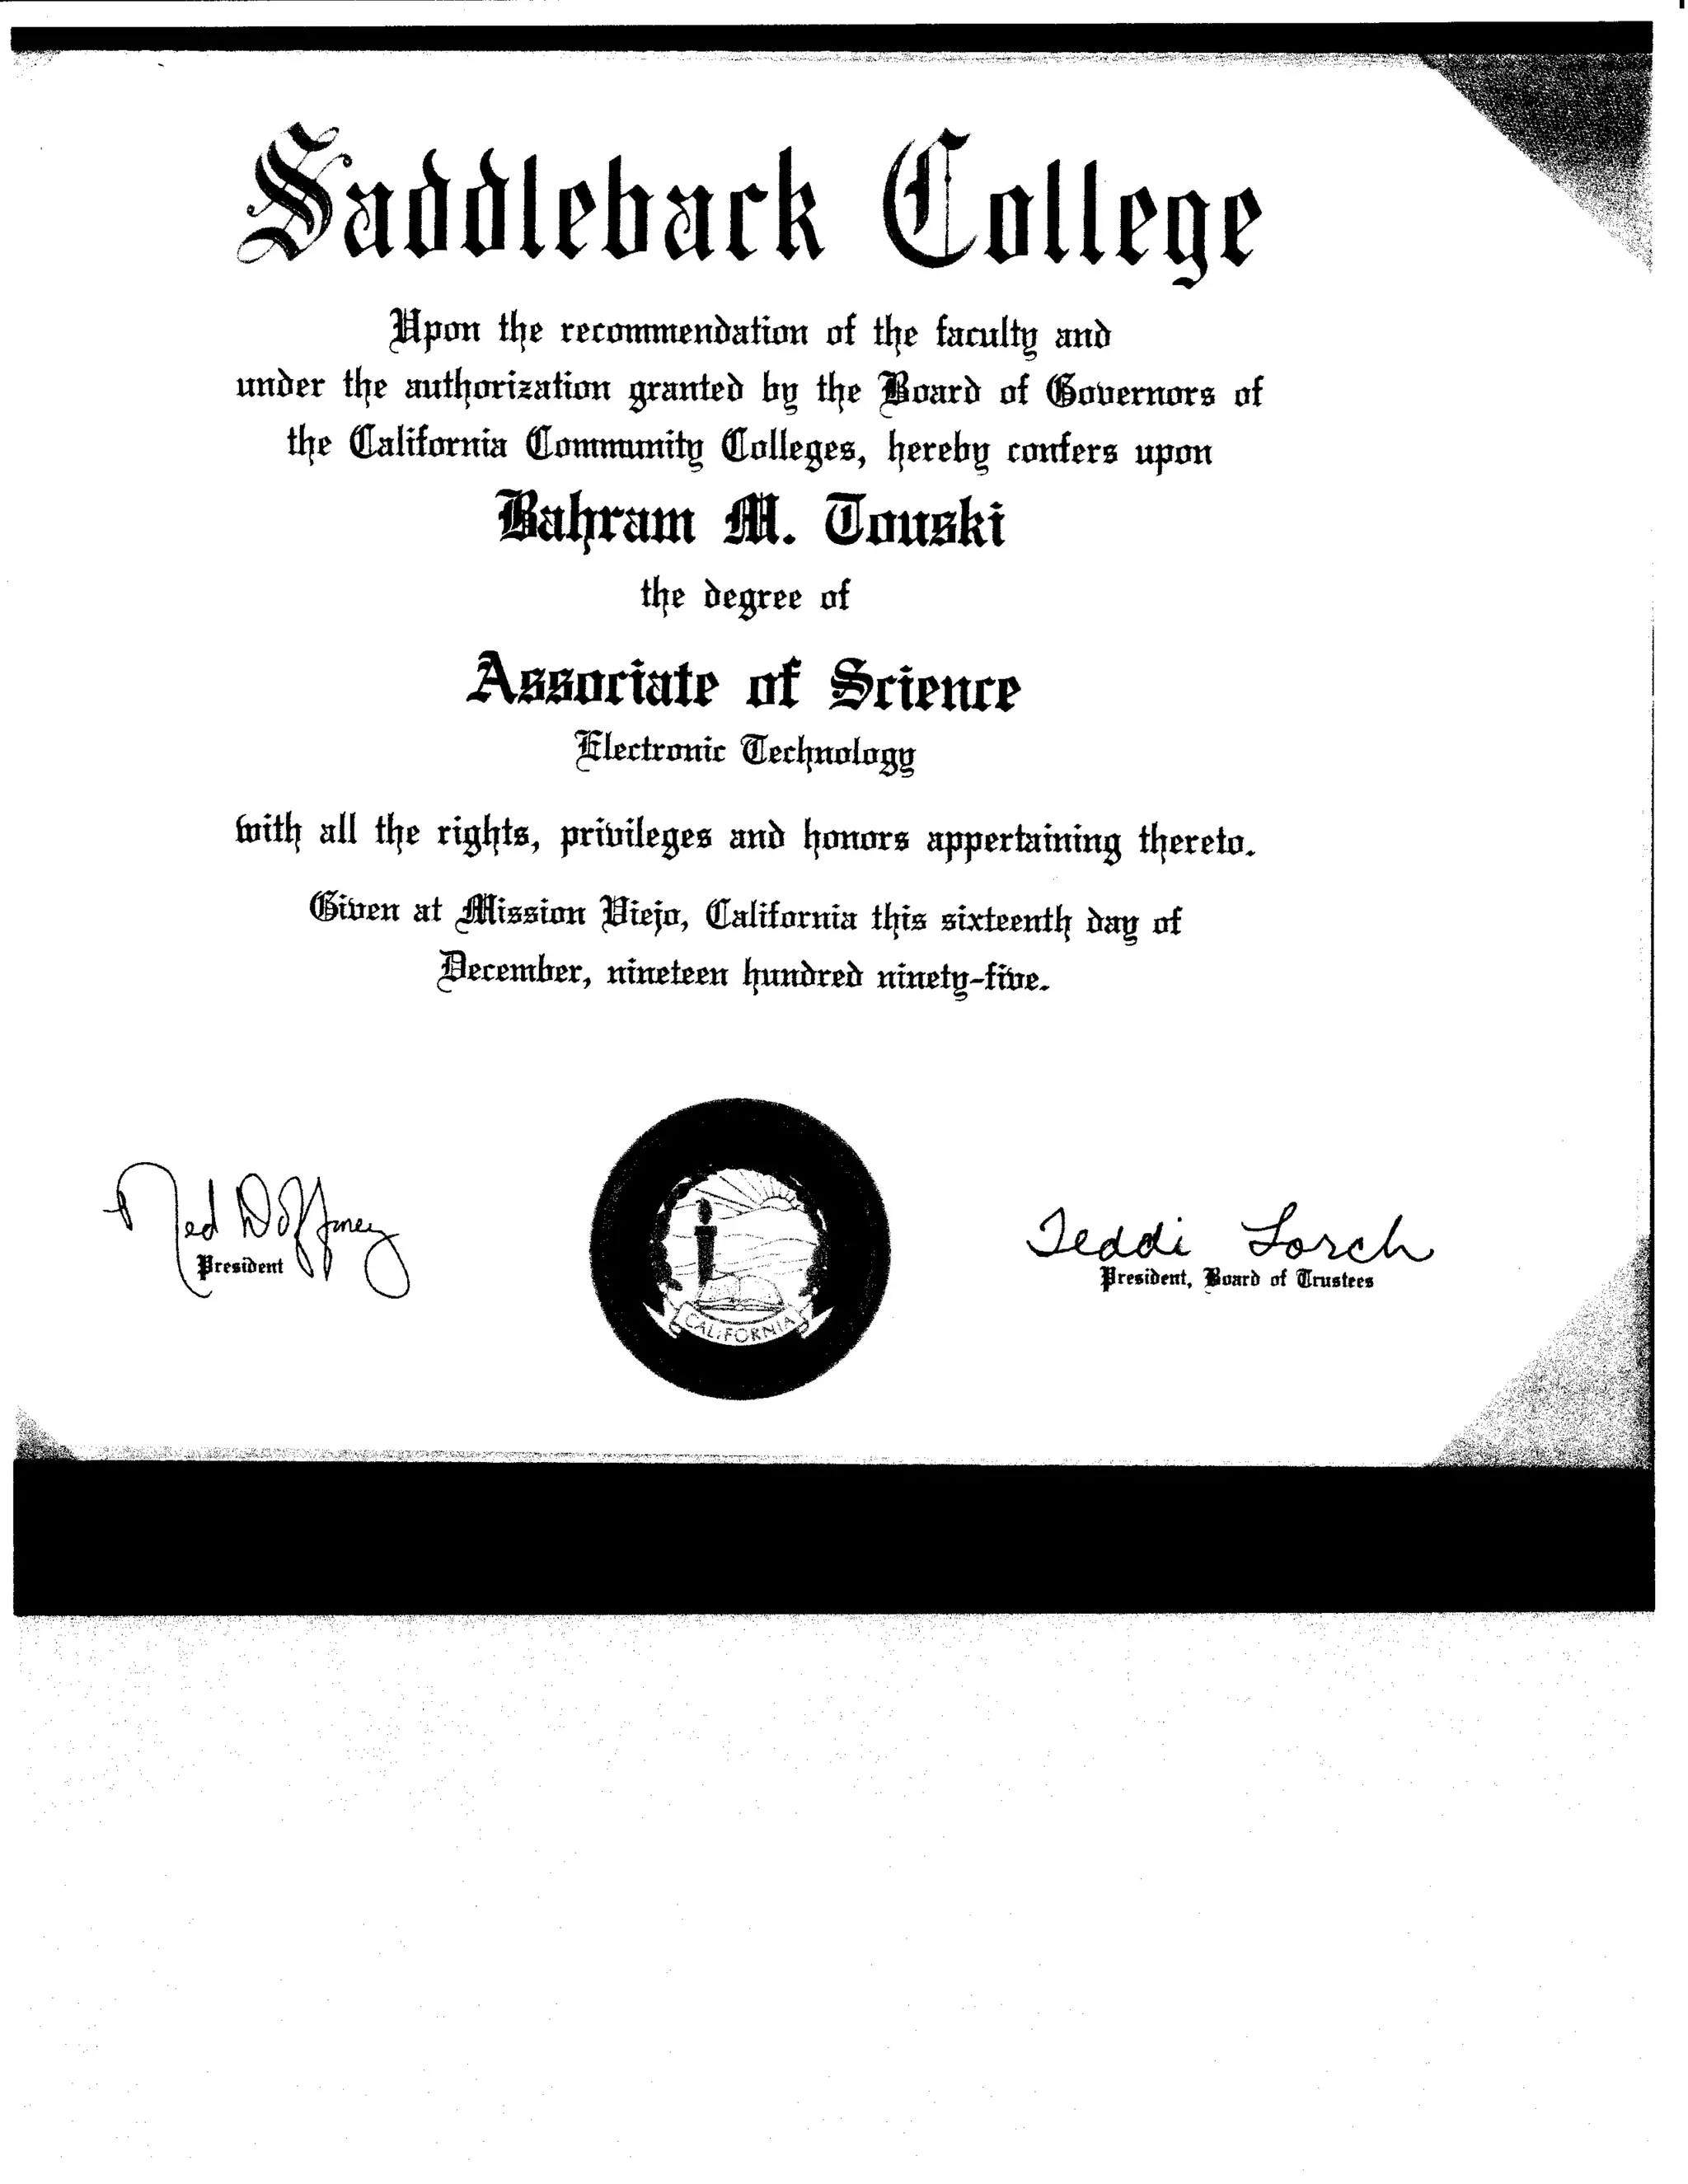 Saddleback College
Upon the recommendation of the faculty and
under the authorization granted by the Board of Governors of
the California Community Colleges, hereby confers upon
Bahram M. Touski
the degree of
Associate of Science
Electronic Technology
with all the rights, privileges and honors appertaining thereto.
Given at Mission Viejo, California this sixteenth day of
December, nineteen hundred ninety-five.
Ned Doffoney
President
CALIFORNIA
Teddi Lorch
President, Board of Trustees